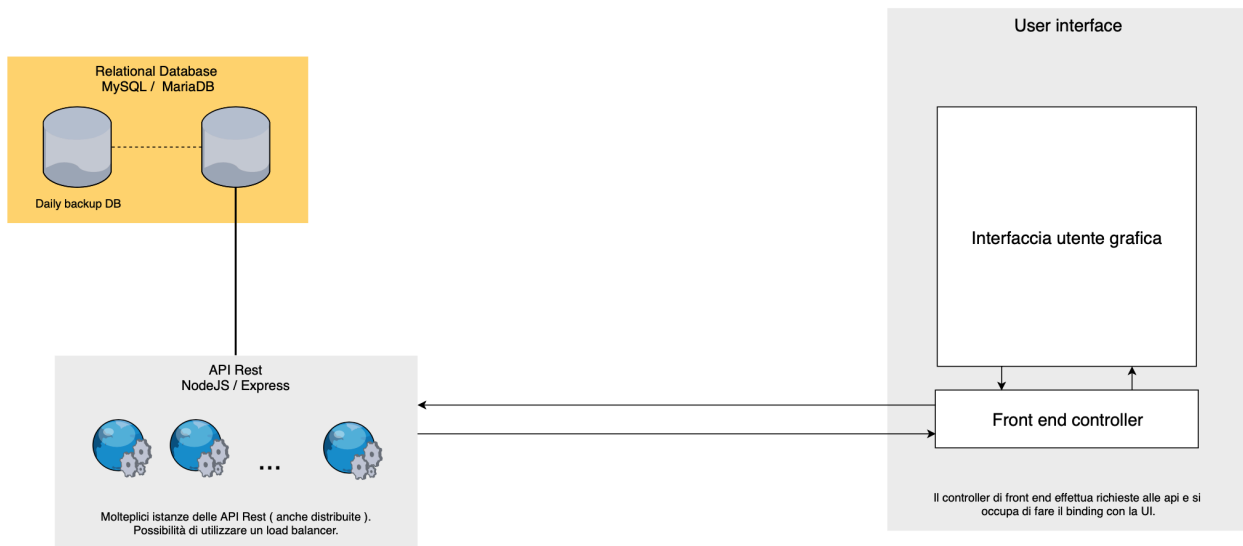 User interface
Relational Database
MySQL / MariaDB
Daily backup DB
Interfaccia utente grafica
API Rest
NodeJS / Express
...
Front end controller
Molteplici istanze delle API Rest ( anche distribuite ).
Possibilità di utilizzare un load balancer.
Il controller di front end effettua richieste alle api e si
occupa di fare il binding con la UI.